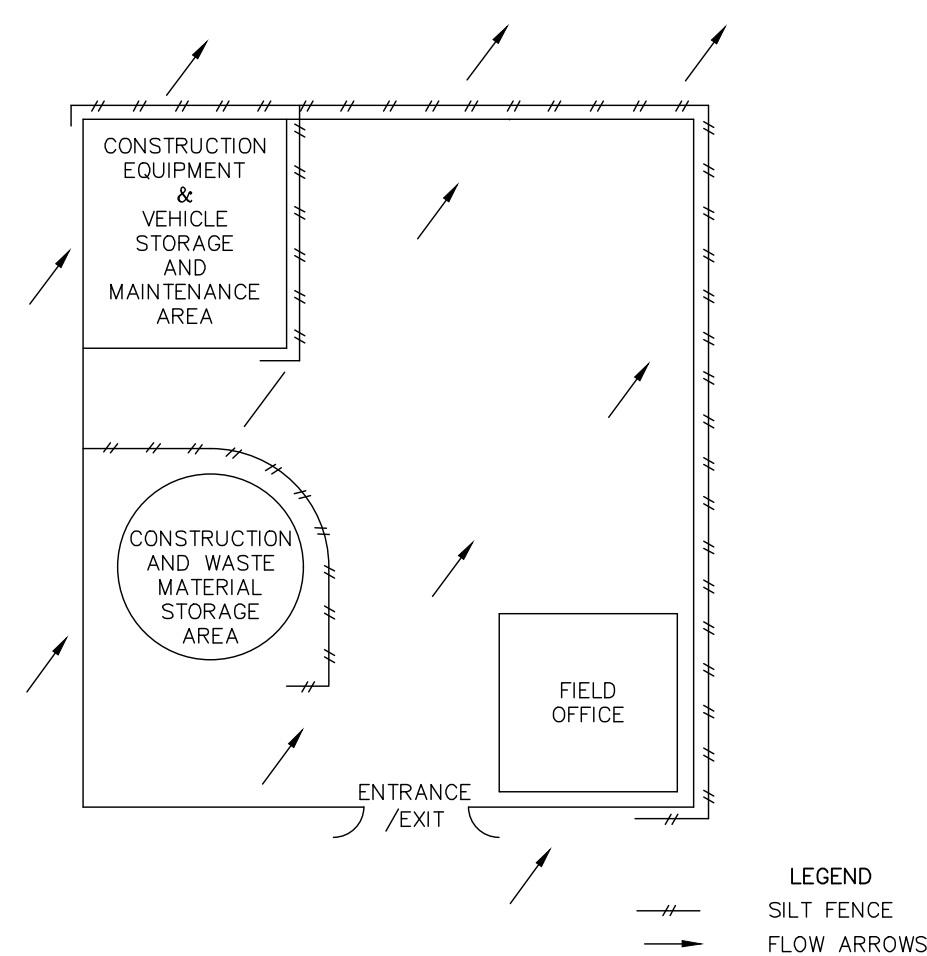 CONSTRUCTION
EQUIPMENT
&
VEHICLE
STORAGE
AND
MAINTENANCE
AREA
CONSTRUCTION
AND WASTE
MATERIAL
STORAGE
AREA
FIELD
OFFICE
ENTRANCE
/EXIT
LEGEND
SILT FENCE
FLOW ARROWS